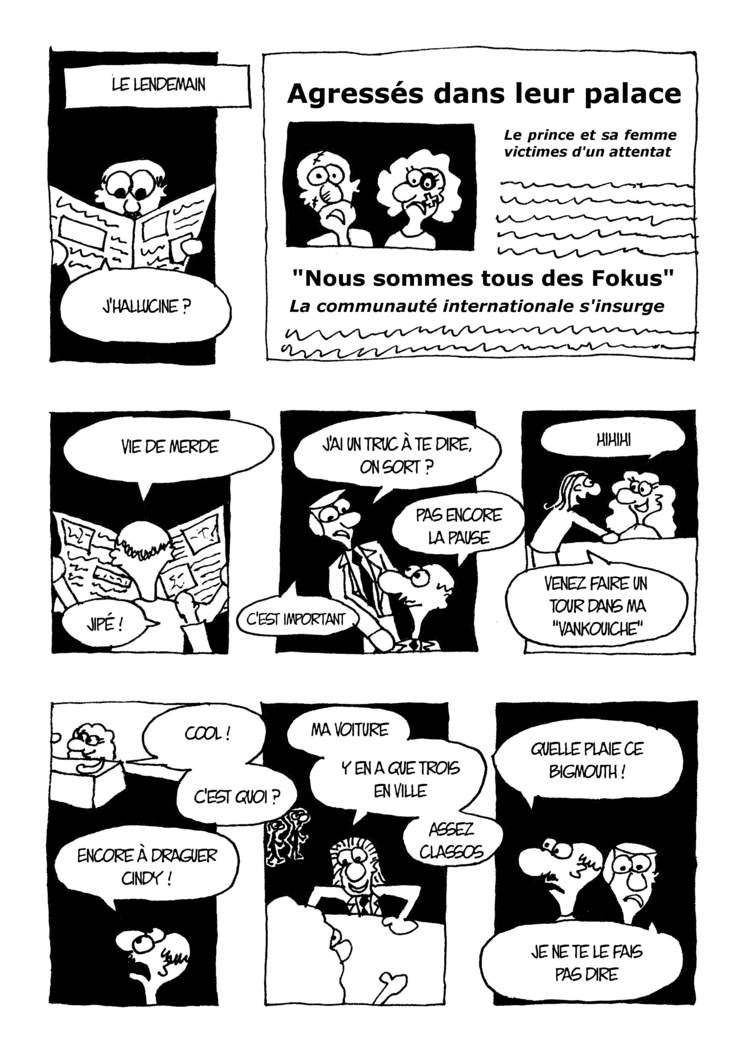 LE LENDEMAIN
J'HALLUCINE ?
Agressés dans leur palace
Le prince et sa femme
victimes d'un attentat
"Nous sommes tous des Fokus"
La communauté internationale s'insurge
VIE DE MERDE
JIPÉ !
J'AI UN TRUC À TE DIRE,
ON SORT ?
PAS ENCORE
LA PAUSE
C'EST IMPORTANT
HIHIHI
VENEZ FAIRE UN
TOUR DANS MA
"VANKOUICHE"
COOL !
C'EST QUOI ?
ENCORE À DRAGUER
CINDY !
MA VOITURE
Y EN A QUE TROIS
EN VILLE
ASSEZ
CLASSOS
QUELLE PLAIE CE
BIGMOUTH !
JE NE TE LE FAIS
PAS DIRE